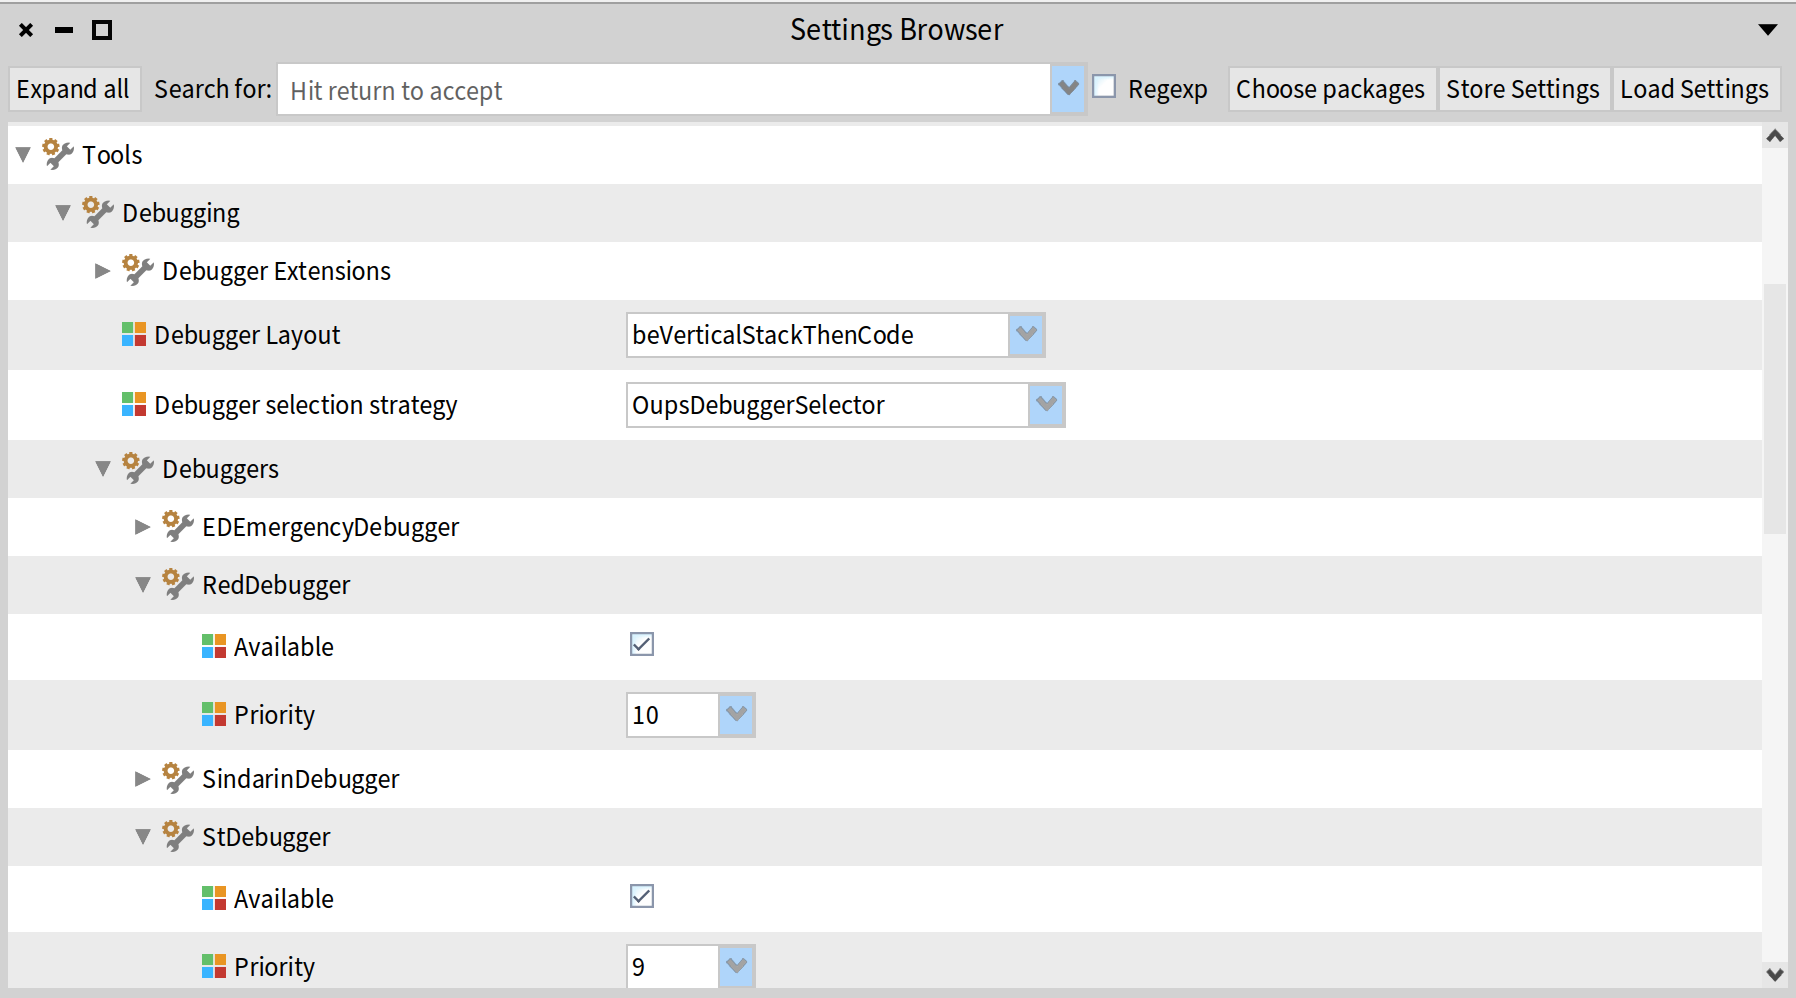 Settings Browser
Expand all Search for: Hit return to accept Regexp Choose packages Store Settings Load Settings
Tools
Debugging
Debugger Extensions
Debugger Layout beVerticalStackThenCode
Debugger selection strategy OupsDebuggerSelector
Debuggers
EDEmergencyDebugger
RedDebugger
Available
Priority 10
SindarinDebugger
StDebugger
Available
Priority 9